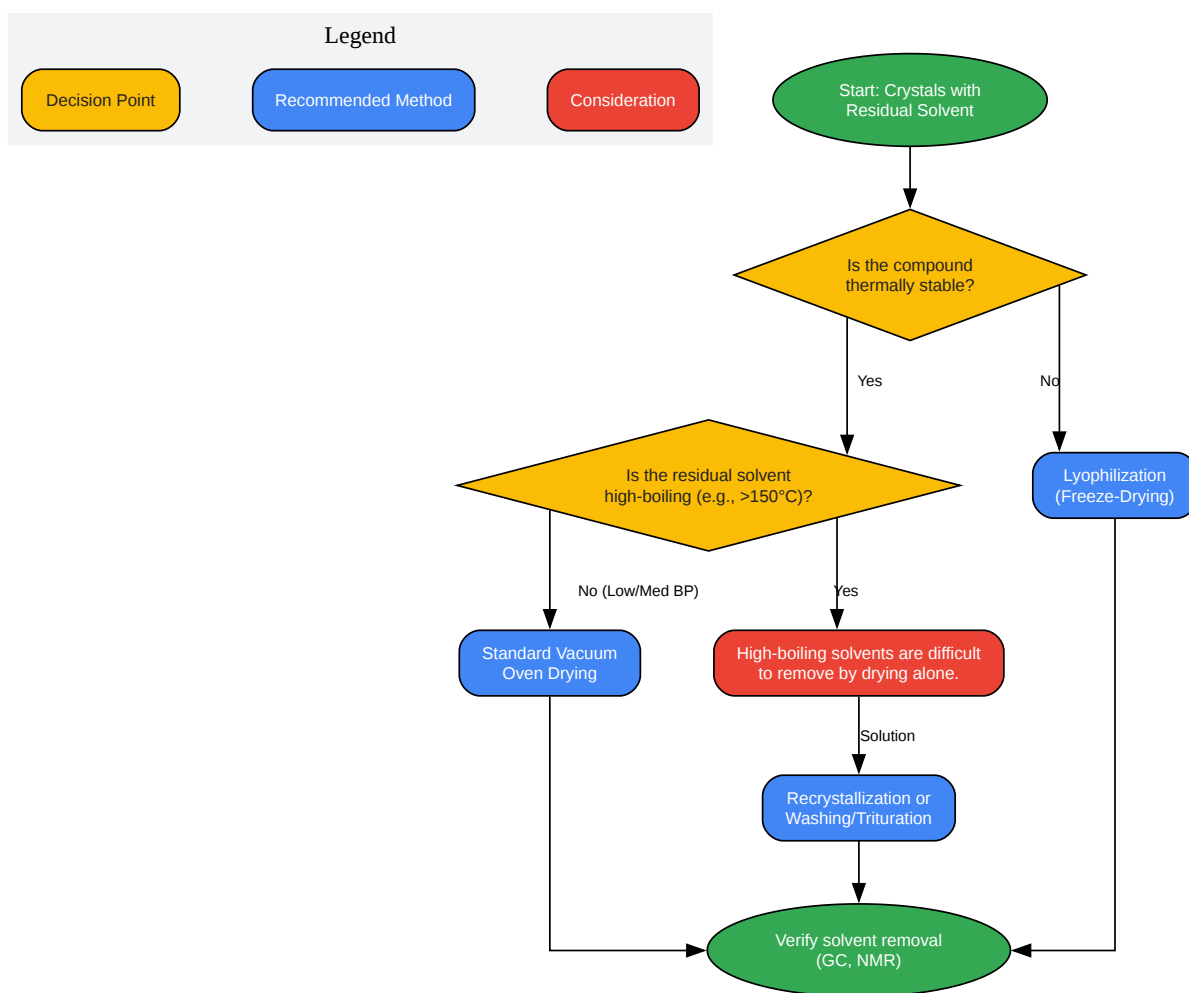 Legend
Decision Point
Recommended Method
Consideration
Start: Crystals with
Residual Solvent
Is the compound
thermally stable?
Yes
No
Is the residual solvent
high-boiling (e.g., >150°C)?
Lyophilization
(Freeze-Drying)
No (Low/Med BP)
Yes
Standard Vacuum
Oven Drying
High-boiling solvents are difficult
to remove by drying alone.
Solution
Recrystallization or
Washing/Trituration
Verify solvent removal
(GC, NMR)